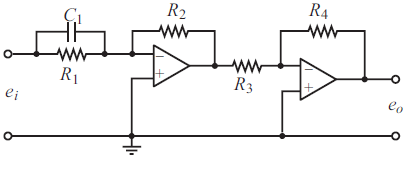 C1
R2
R4
−
+
−
+
R1
R3
ei
eo